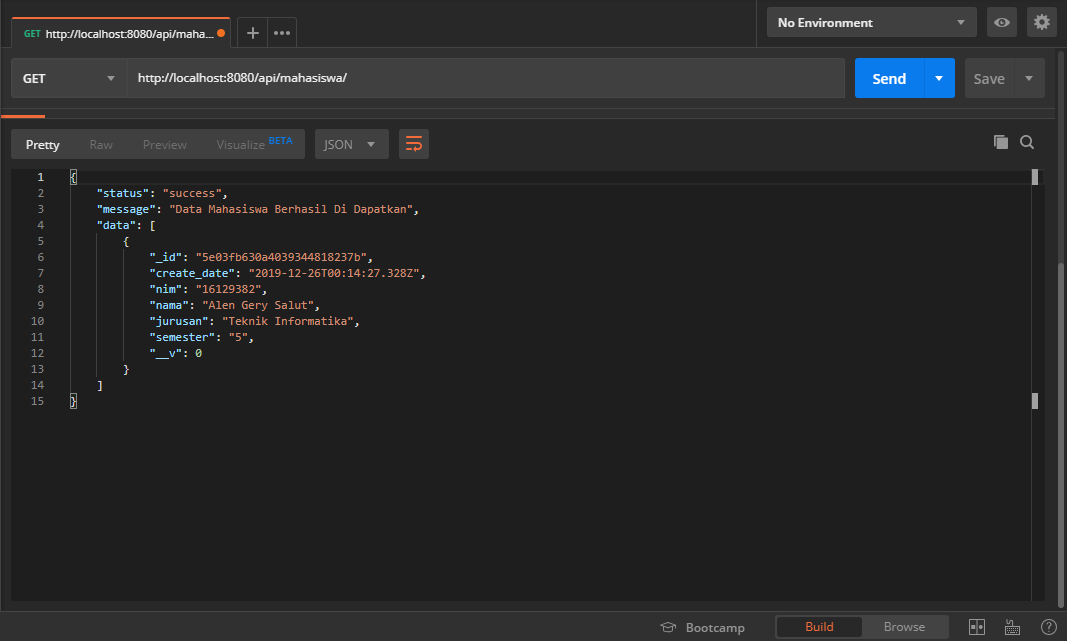 GET http://localhost:8080/api/maha...
No Environment
GET http://localhost:8080/api/mahasiswa/ Send Save
Pretty Raw Preview Visualize BETA JSON
1 {
2 "status": "success",
3 "message": "Data Mahasiswa Berhasil Di Dapatkan",
4 "data": [
5 {
6 "_id": "5e03fb630a4039344818237b",
7 "create_date": "2019-12-26T00:14:27.328Z",
8 "nim": "16129382",
9 "nama": "Alen Gery Salut",
10 "jurusan": "Teknik Informatika",
11 "semester": "5",
12 "__v": 0
13 }
14 ]
15 }
Bootcamp Build Browse